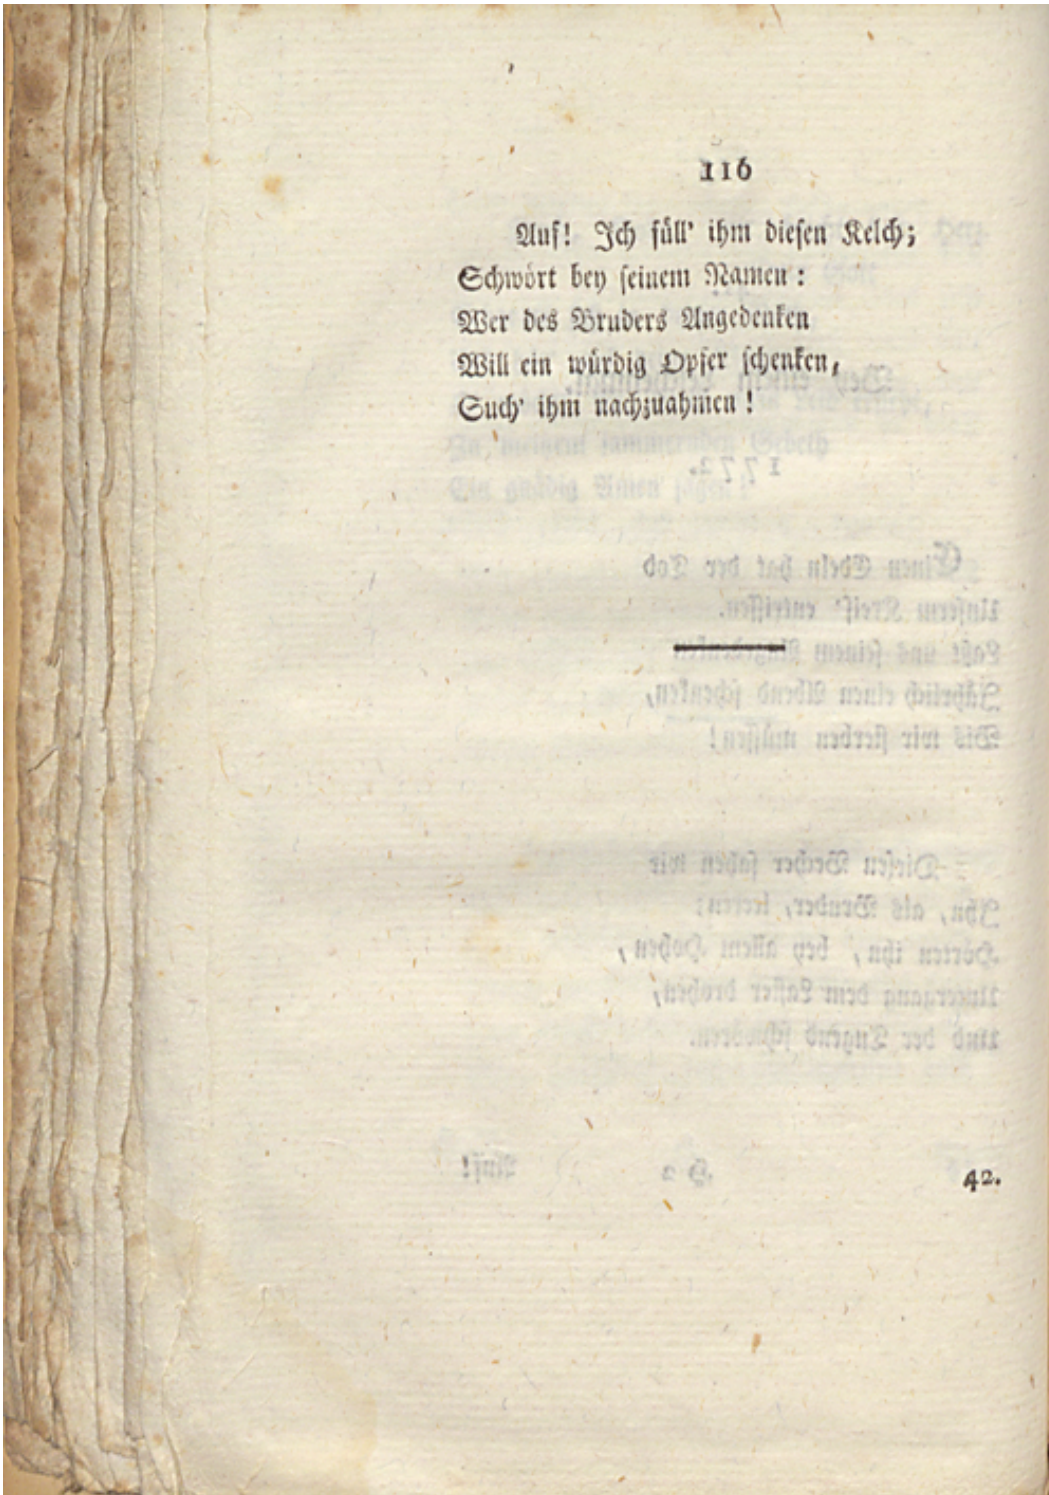 116
Auf! Ich füll' ihm diesen Kelch;
Schwört bey seinem Namen:
Wer des Bruders Angedenken
Will ein würdig Opfer schenken,
Such' ihm nachzuahmen!
42.